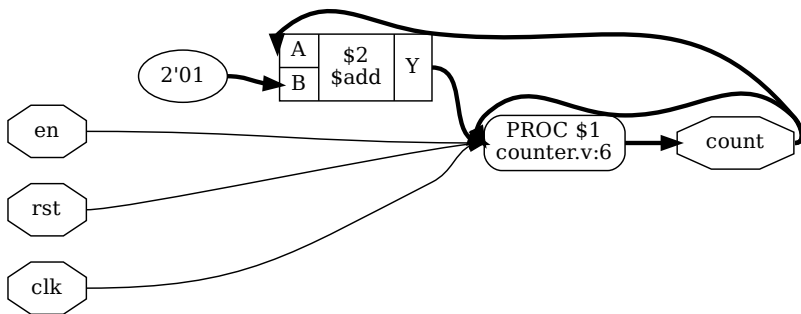 A
$2
$add
Y
B
2'01
en
PROC $1
counter.v:6
count
rst
clk